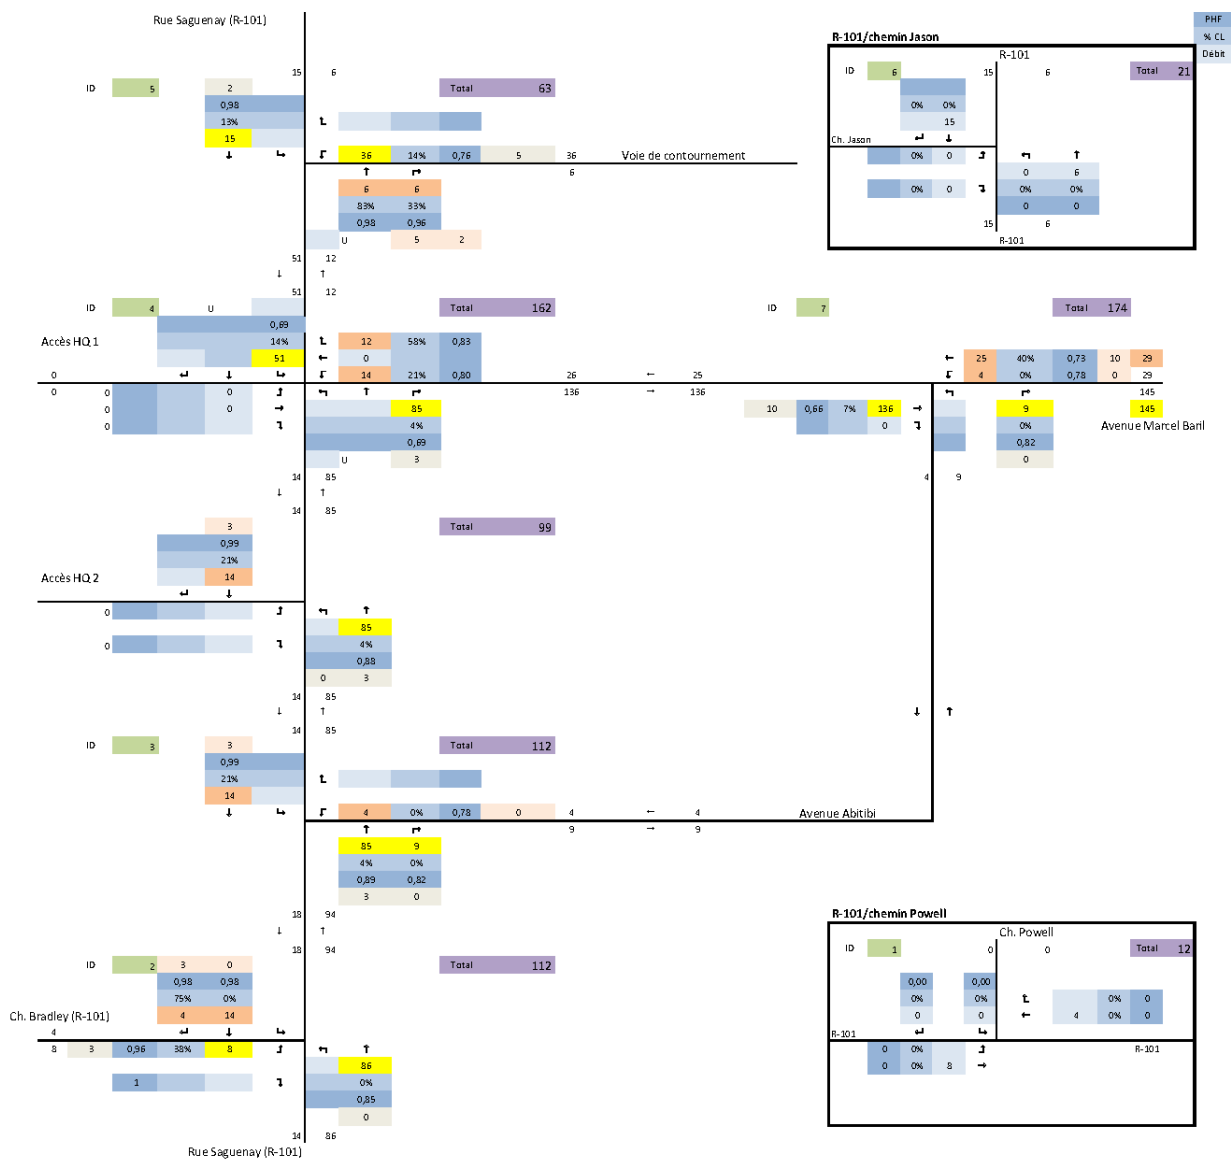 Rue Saguenay (R-101)
PHF
% CL
Débit
R-101/chemin Jason
R-101
15 6
ID 6 15 6 Total 21
ID 5 2 Total 63
0,98
13%
15
0% 0%
15
Ch. Jason
36 14% 0,76 5 36 Voie de contournement
6
0% 0
0 6
0% 0 0% 0%
0 0
15 6
R-101
6 6
83% 33%
0,98 0,96
U 5 2
51 12
↓ ↑
51 12
ID 4 U Total 162
ID 7 Total 174
0,69
14%
51
Accès HQ 1
12 58% 0,83
0
14 21% 0,80
25 40% 0,73 10 29
4 0% 0,78 0 29
0 26 ← 25
0 0 0 136 → 136 145
0 0
0
85
4%
0,69
U 3
10 0,66 7% 136 →
0
9 145
0% Avenue Marcel Baril
0,82
0
14 85
↓ ↑
14 85
4 9
3 Total 99
0,99
21%
14
Accès HQ 2
0
85
0 4%
0,88
0 3
14 85
↓ ↑
14 85
↓ ↑
ID 3 3 Total 112
0,99
21%
14
4 0% 0,78 0 4 ← 4 Avenue Abitibi
9 → 9
85 9
4% 0%
0,89 0,82
3 0
18 94
↓ ↑
18 94
R-101/chemin Powell
Ch. Powell
ID 1 0 0 Total 12
ID 2 3 0 Total 112
0,98 0,98
75% 0%
4 14
Ch. Bradley (R-101)
4
8 3 0,96 38% 8
1
86
0%
0,85
0
14 86
Rue Saguenay (R-101)
0,00 0,00
0% 0% 0% 0
0 0 4 0% 0
R-101
R-101
0 0%
0 0% 8 →